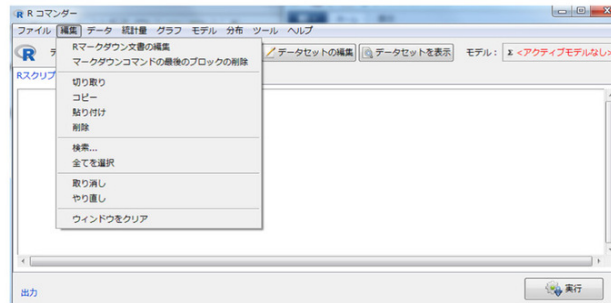 R コマンダー
ファイル 編集 データ 統計量 グラフ モデル 分布 ツール ヘルプ
データセットの編集 データセットを表示 モデル： Σ <アクティブモデルなし>
Rマークダウン文書の編集
マークダウンコマンドの最後のブロックの削除
Rスクリプ
切り取り
コピー
貼り付け
削除
検索...
全てを選択
取り消し
やり直し
ウィンドウをクリア
出力
実行